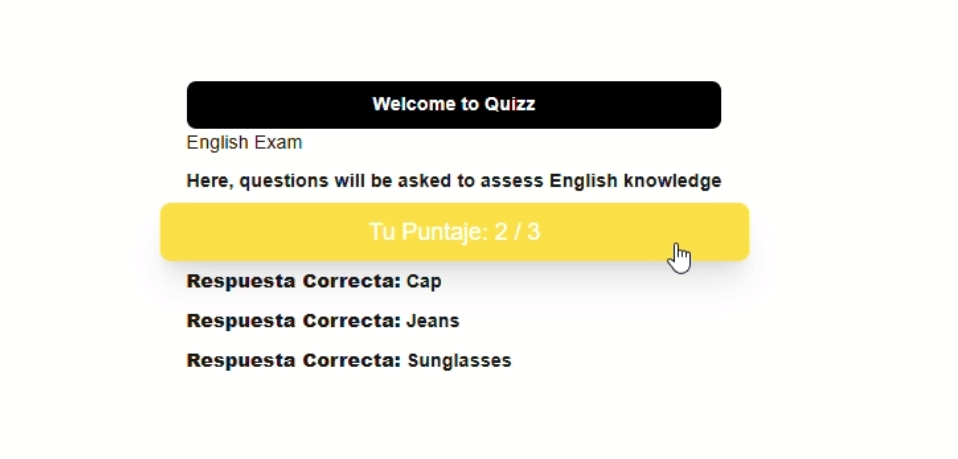 Welcome to Quizz
English Exam
Here, questions will be asked to assess English knowledge
Tu Puntaje: 2 / 3
Respuesta Correcta: Cap
Respuesta Correcta: Jeans
Respuesta Correcta: Sunglasses